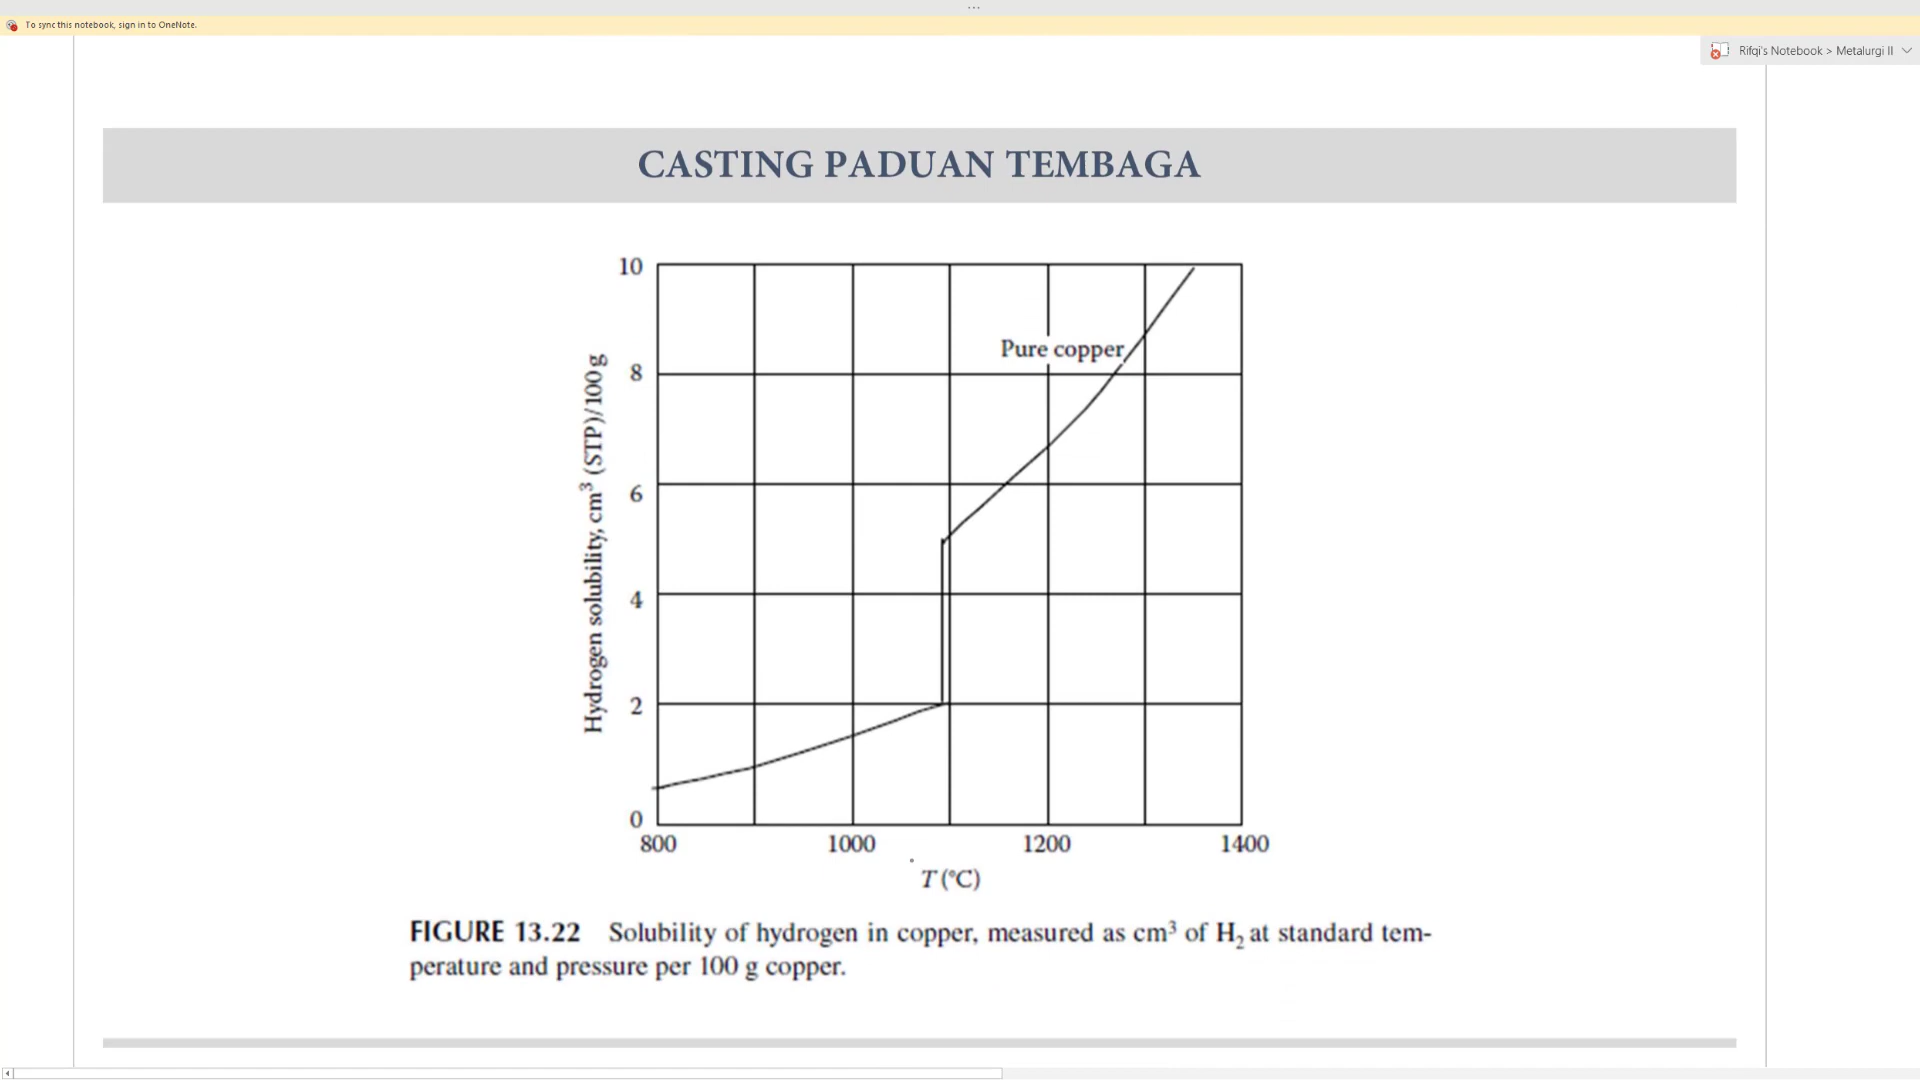 To sync this notebook, sign in to OneNote.
Rifqi's Notebook > Metalurgi II
CASTING PADUAN TEMBAGA
10
8
6
4
2
0
Hydrogen solubility, cm³ (STP)/100 g
Pure copper
800 1000 1200 1400
T (°C)
FIGURE 13.22 Solubility of hydrogen in copper, measured as cm³ of H₂ at standard tem-
perature and pressure per 100 g copper.